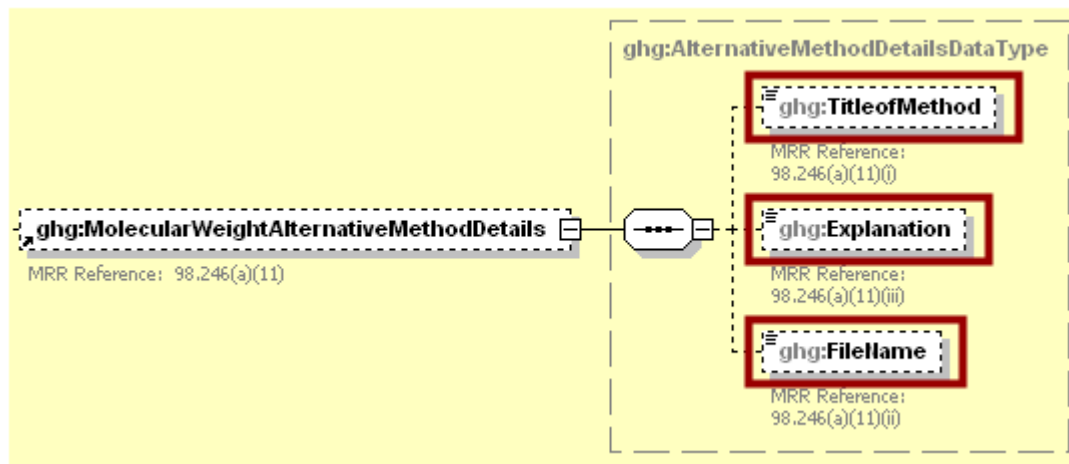 ghg:AlternativeMethodDetailsDataType
ghg:TitleofMethod
MRR Reference:
98.246(a)(11)(i)
ghg:MolecularWeightAlternativeMethodDetails
MRR Reference: 98.246(a)(11)
ghg:Explanation
MRR Reference:
98.246(a)(11)(iii)
ghg:FileName
MRR Reference:
98.246(a)(11)(ii)